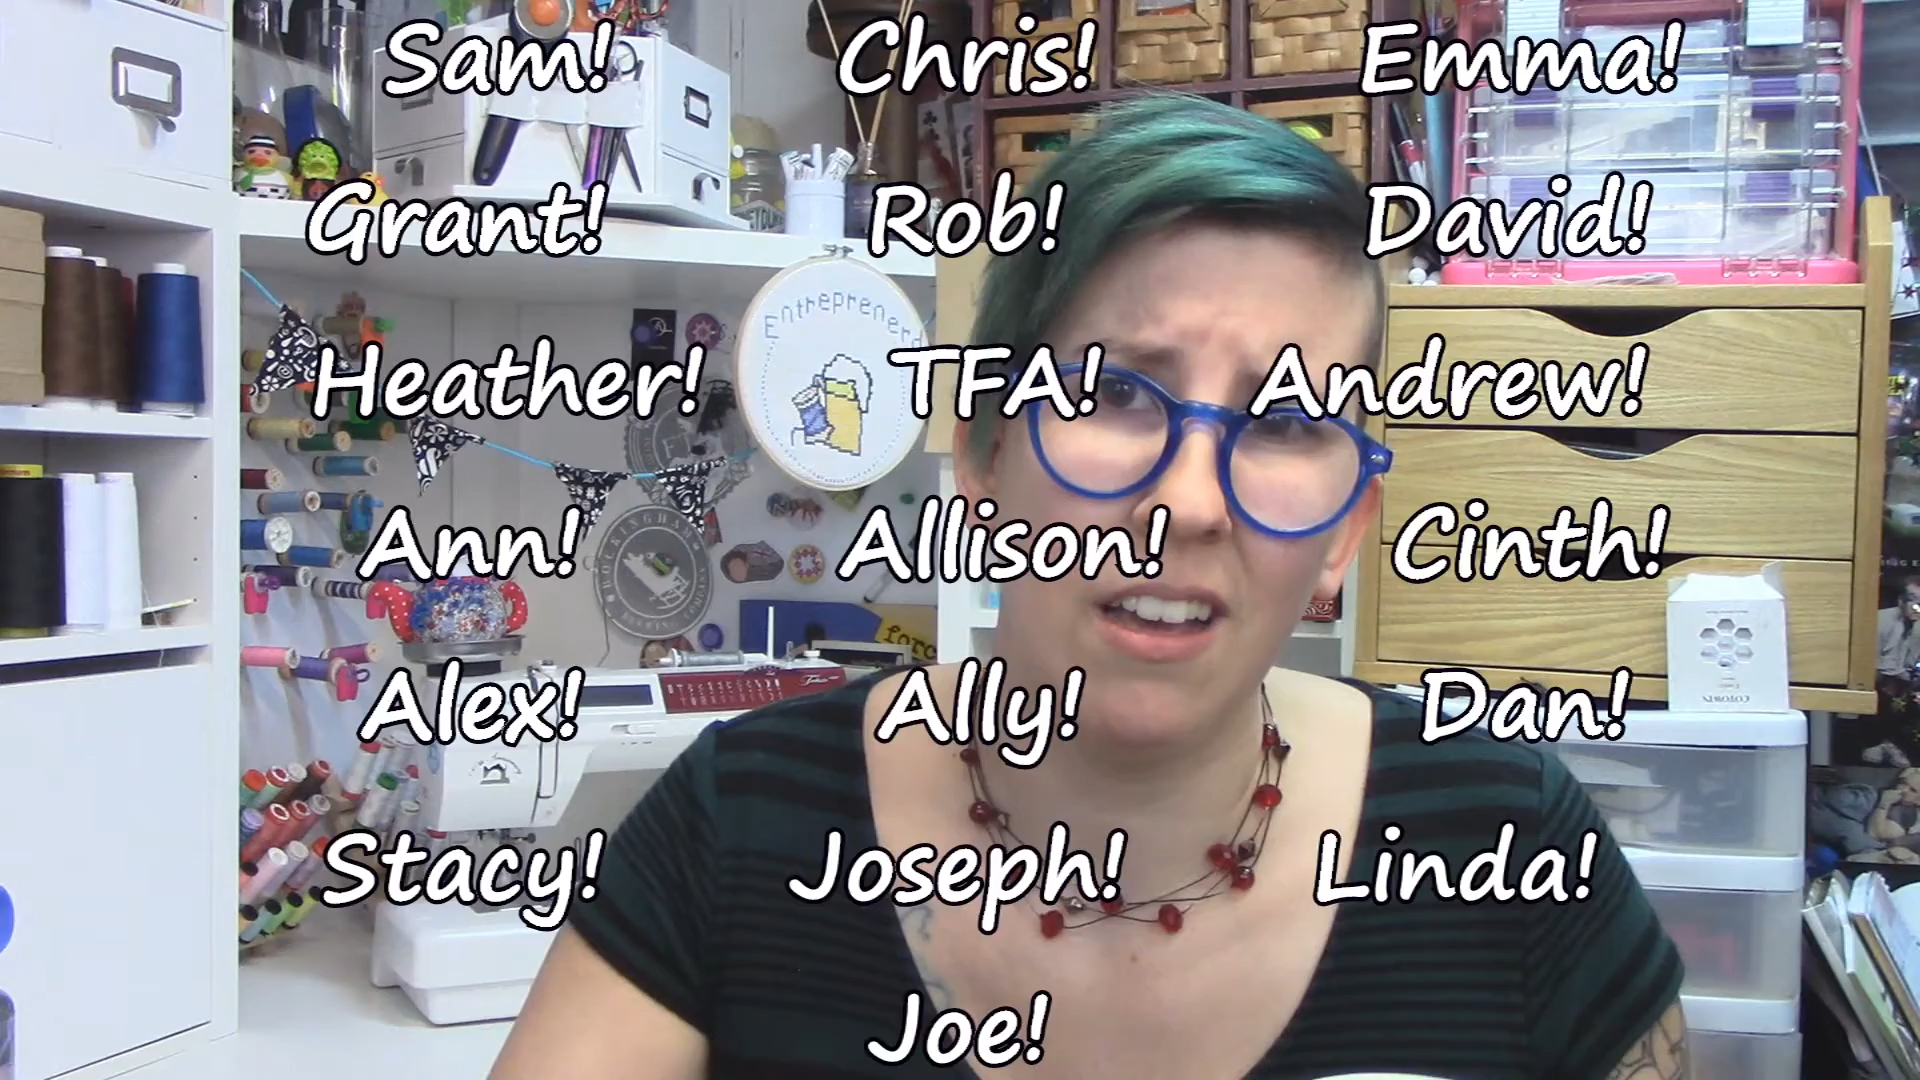 Sam! Chris! Emma!
Grant! Rob! David!
Entreprenerd
Heather! TFA! Andrew!
Ann! Allison! Cinth!
Alex! Ally! Dan!
Stacy! Joseph! Linda!
Joe!